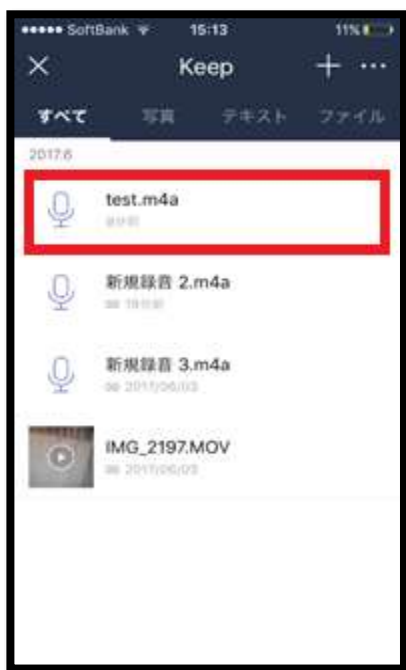 SoftBank 15:13 11%
Keep
すべて 写真 テキスト ファイル
2017.6
test.m4a
新規録音 2.m4a
新規録音 3.m4a
2017/06/03
IMG_2197.MOV
2017/06/03